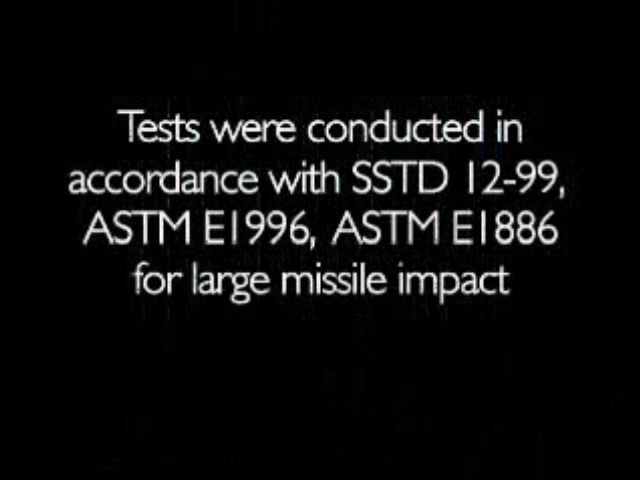 Tests were conducted in
accordance with SSTD 12-99,
ASTM E1996, ASTM E1886
for large missile impact